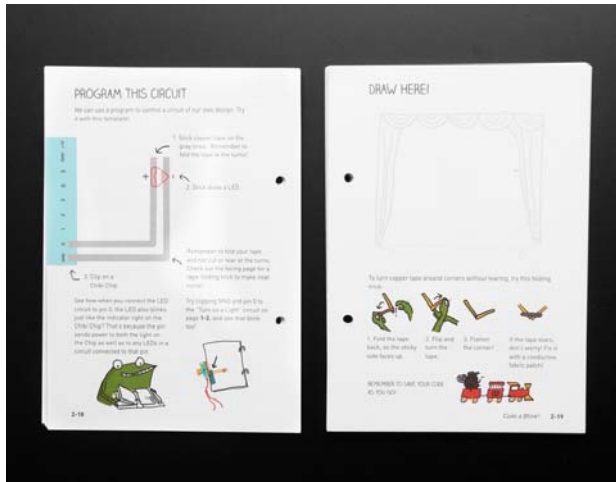 PROGRAM THIS CIRCUIT
We can use a program to control a circuit of our own design. Try
it with this template!
1. Stick copper tape on the
gray lines. Remember to
fold the tape at the turns!
+
-
2. Stick down a LED.
5
4
3
2
1
0
Remember to fold your tape
and not cut or tear at the turns.
Check out the facing page for a
tape-folding trick to make neat
turns!
3. Clip on a
Chibi Chip
See how when you connect the LED
circuit to pin 0, the LED also blinks
just like the indicator light on the
Chibi Chip? That's because the pin
sends power to both the light on
the Chip as well as to any LEDs in a
circuit connected to that pin.
Try clipping GND and pin 0 to
the "Turn on a Light" circuit on
page 1-2, and see that blink
too!
2-18
DRAW HERE!
To turn copper tape around corners without tearing, try this folding
trick:
1. Fold the tape
back, so the sticky
side faces up.
2. Flip and
turn the
tape.
3. Flatten
the corner!
If the tape tears,
don't worry! Fix it
with a conductive
fabric patch!
REMEMBER TO SAVE YOUR CODE
AS YOU GO!
Code a Blink! 2-19